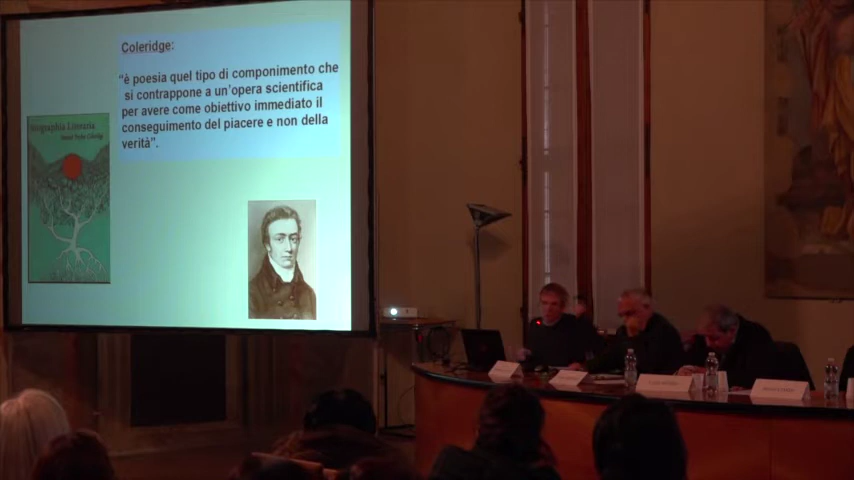 Coleridge:
"è poesia quel tipo di componimento che
si contrappone a un'opera scientifica
per avere come obiettivo immediato il
conseguimento del piacere e non della
verità".
Biographia Literaria